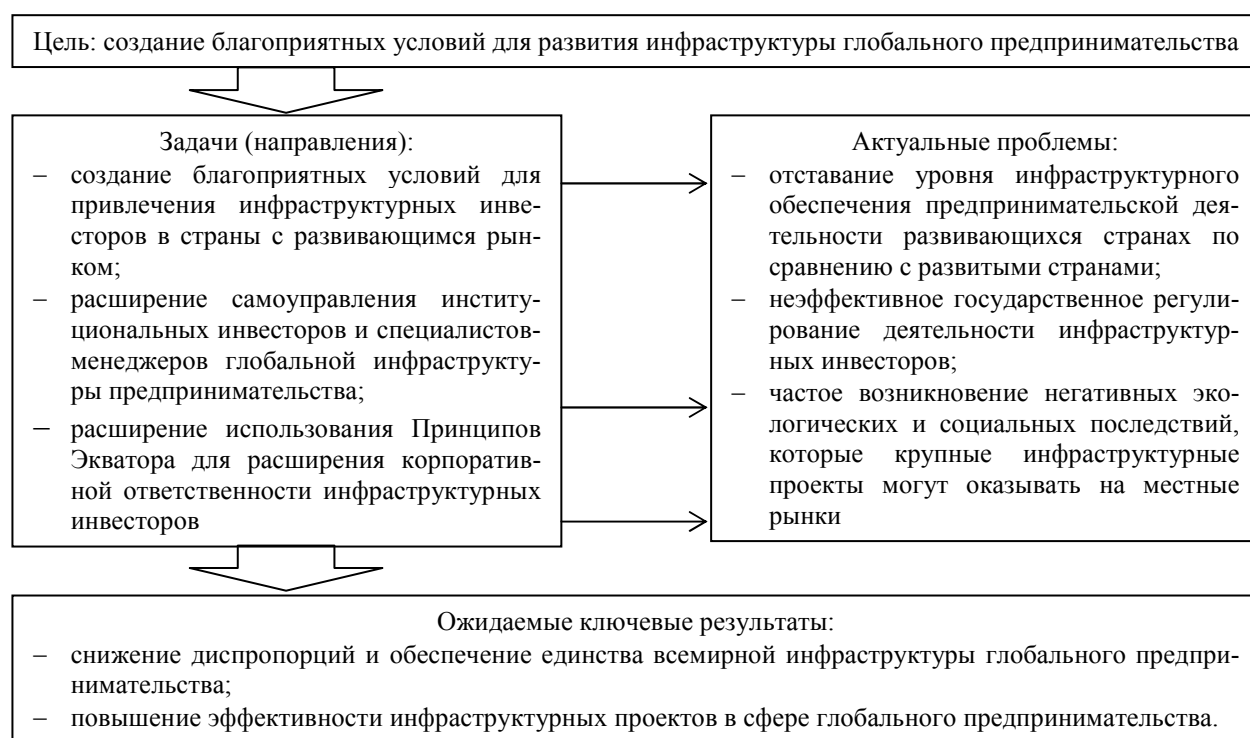 Цель: создание благоприятных условий для развития инфраструктуры глобального предпринимательства
Задачи (направления):
– создание благоприятных условий для
привлечения инфраструктурных инве-
сторов в страны с развивающимся рын-
ком;
– расширение самоуправления институ-
циональных инвесторов и специалистов-
менеджеров глобальной инфраструкту-
ры предпринимательства;
– расширение использования Принципов
Экватора для расширения корпоратив-
ной ответственности инфраструктурных
инвесторов
Актуальные проблемы:
– отставание уровня инфраструктурного
обеспечения предпринимательской дея-
тельности развивающихся странах по
сравнению с развитыми странами;
– неэффективное государственное регули-
рование деятельности инфраструктур-
ных инвесторов;
– частое возникновение негативных эко-
логических и социальных последствий,
которые крупные инфраструктурные
проекты могут оказывать на местные
рынки
Ожидаемые ключевые результаты:
– снижение диспропорций и обеспечение единства всемирной инфраструктуры глобального предпри-
нимательства;
– повышение эффективности инфраструктурных проектов в сфере глобального предпринимательства.